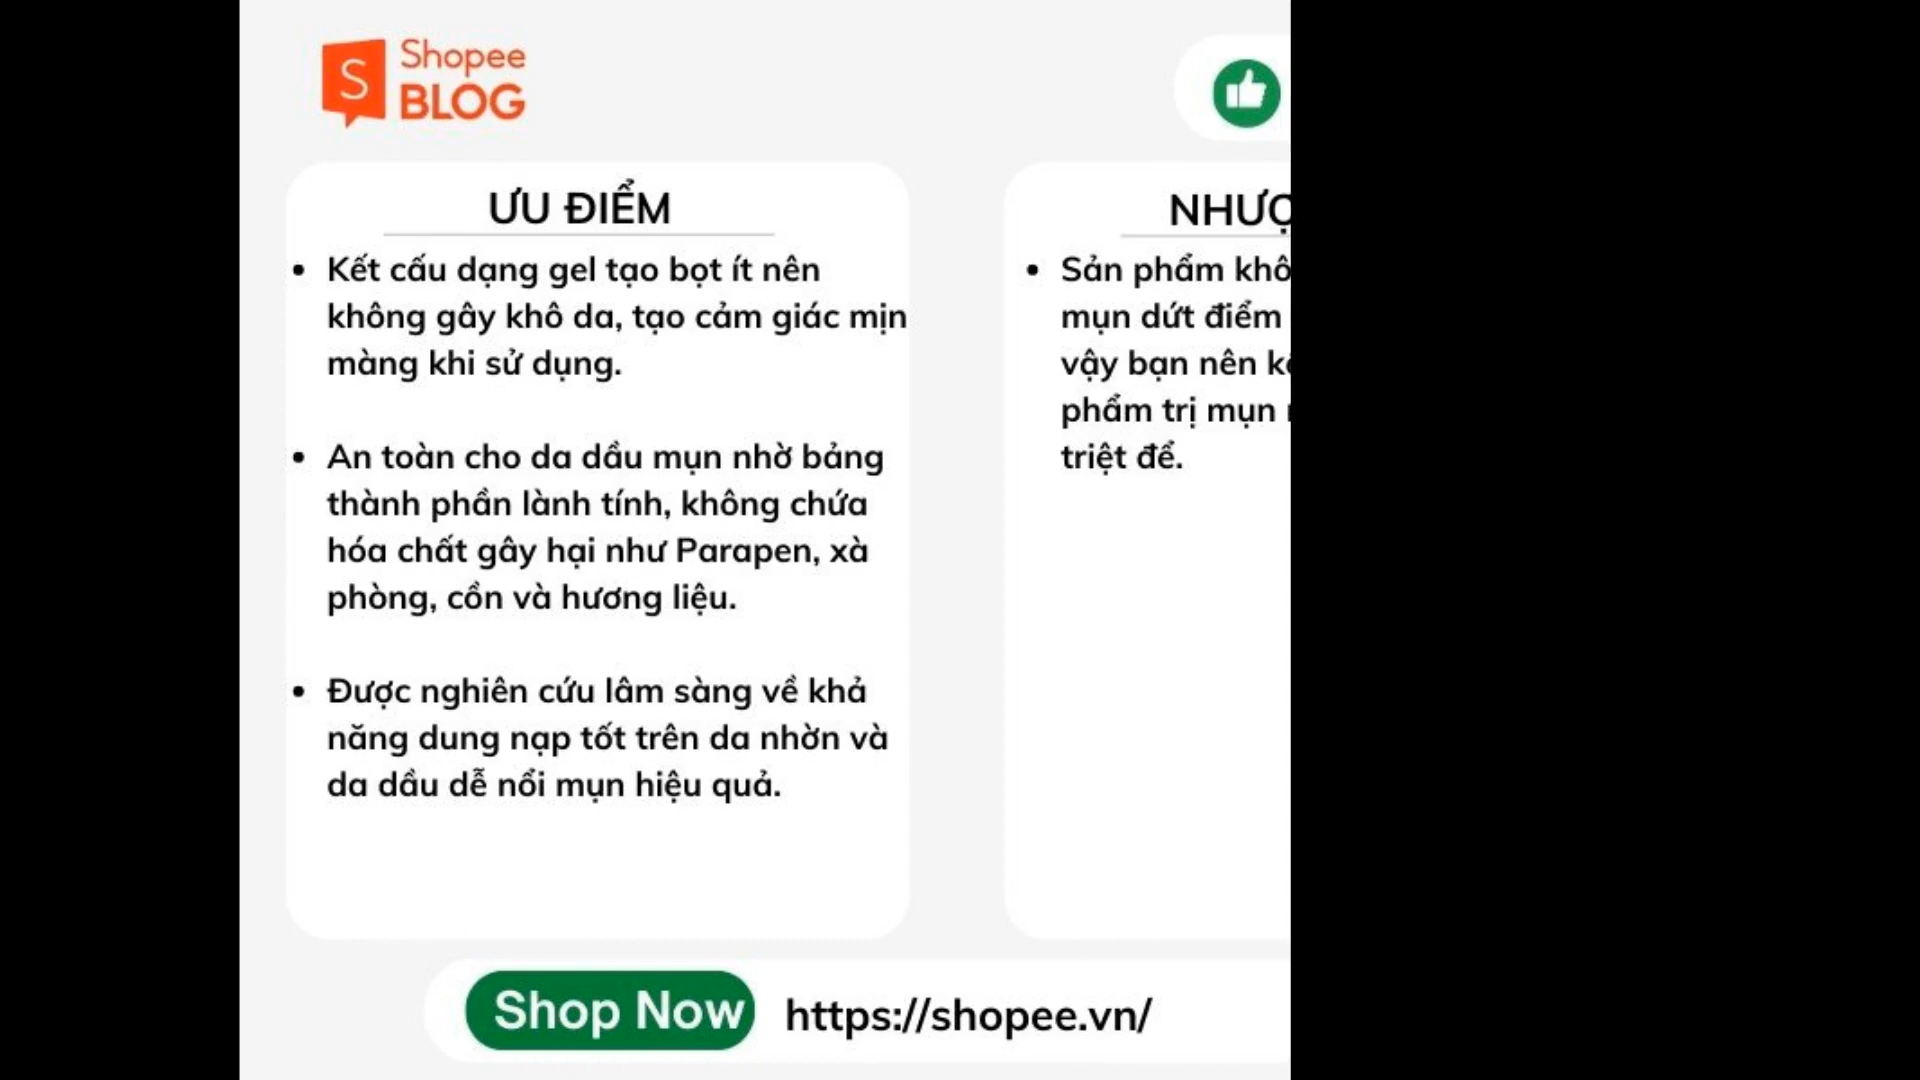 Shopee
BLOG
ƯU ĐIỂM
Kết cấu dạng gel tạo bọt ít nên
không gây khô da, tạo cảm giác mịn
màng khi sử dụng.
An toàn cho da dầu mụn nhờ bảng
thành phần lành tính, không chứa
hóa chất gây hại như Parapen, xà
phòng, cồn và hương liệu.
Được nghiên cứu lâm sàng về khả
năng dung nạp tốt trên da nhờn và
da dầu dễ nổi mụn hiệu quả.
Sản phẩm
mụn dứt điểm
vậy bạn nên
phẩm trị mụn
triệt để.
Shop Now
https://shopee.vn/